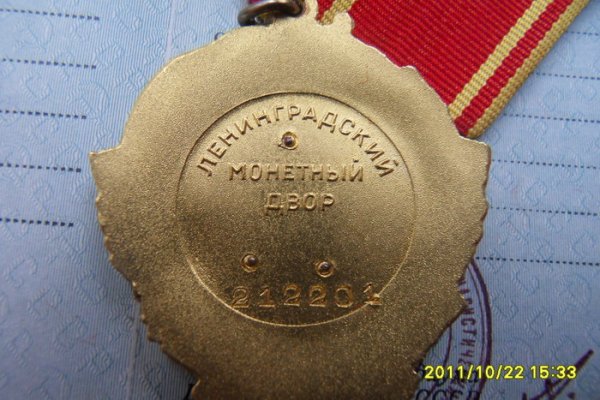 ЛЕНИНГРАДСКИЙ
МОНЕТНЫЙ
ДВОР
212201
2011/10/22 15:33